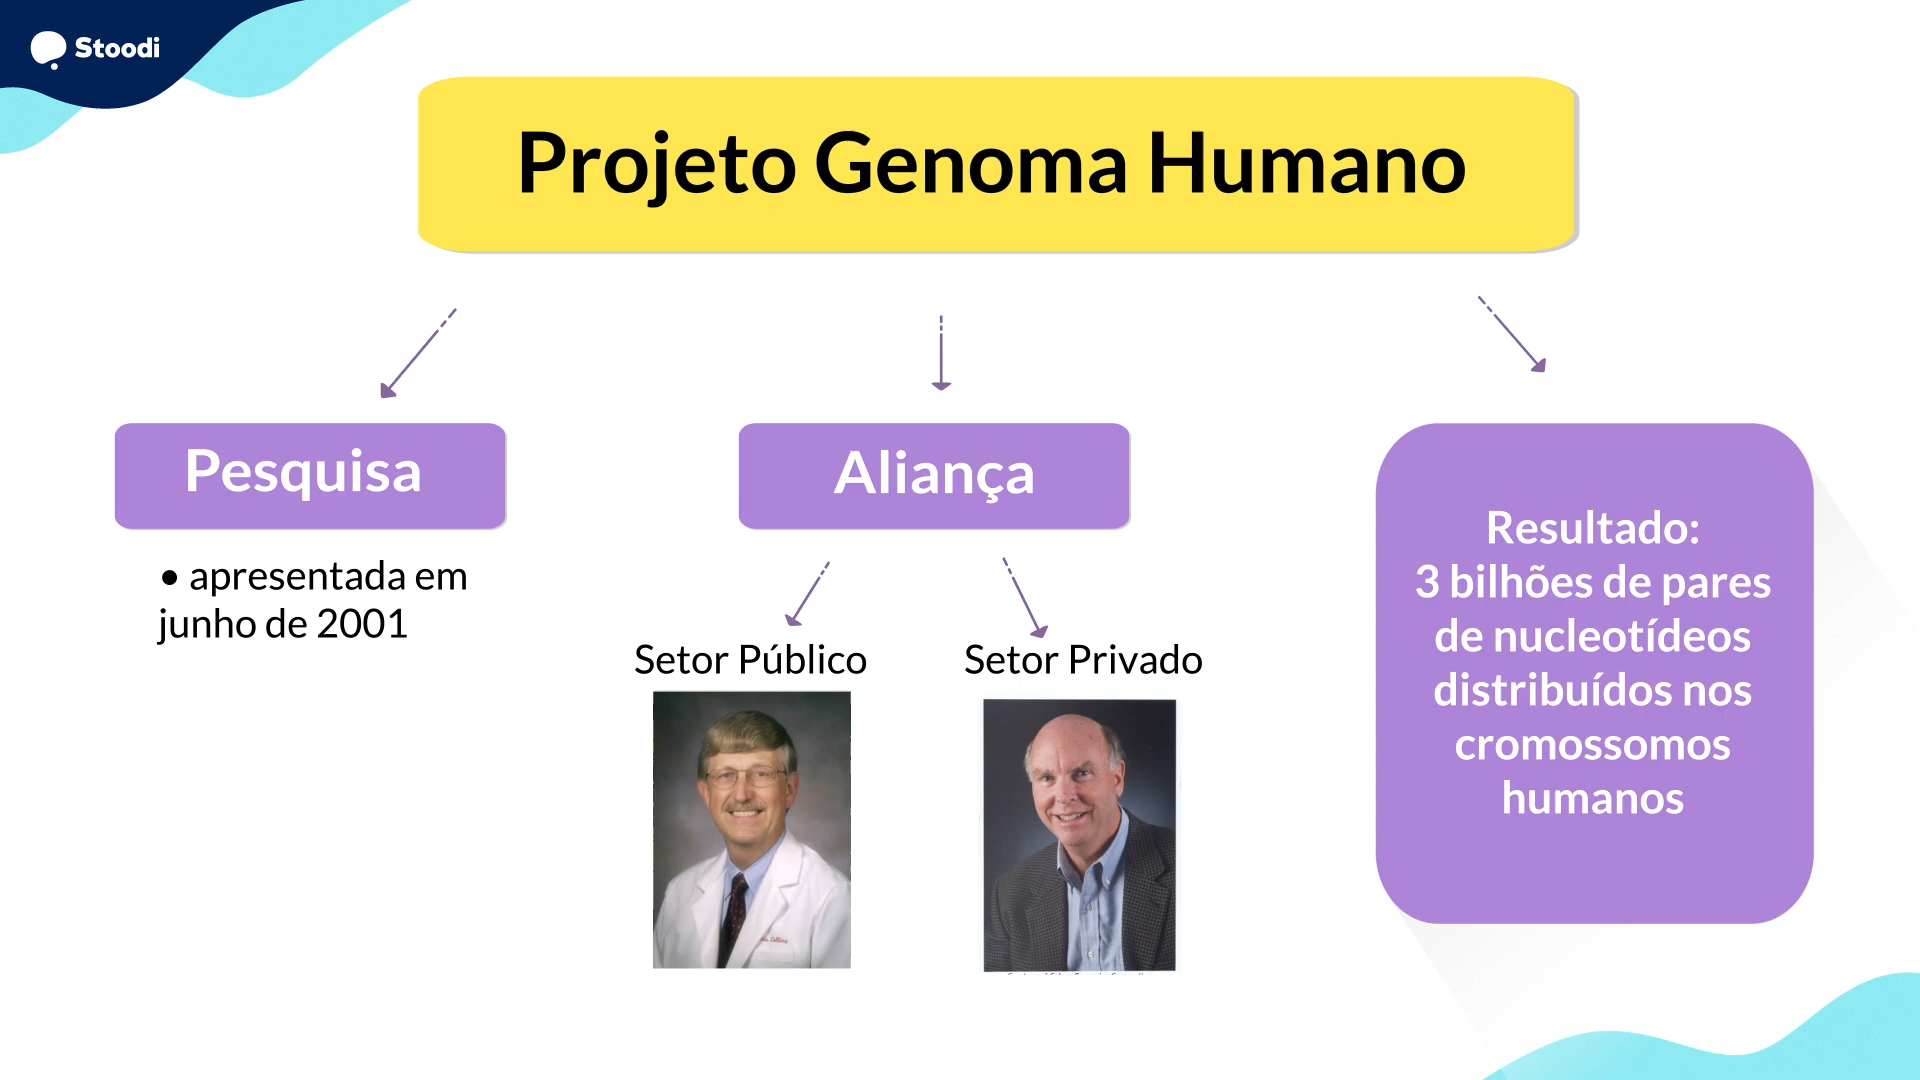 Stoodi
Projeto Genoma Humano
Pesquisa
• apresentada em
junho de 2001
Aliança
Setor Público
Setor Privado
Resultado:
3 bilhões de pares
de nucleotídeos
distribuídos nos
cromossomos
humanos